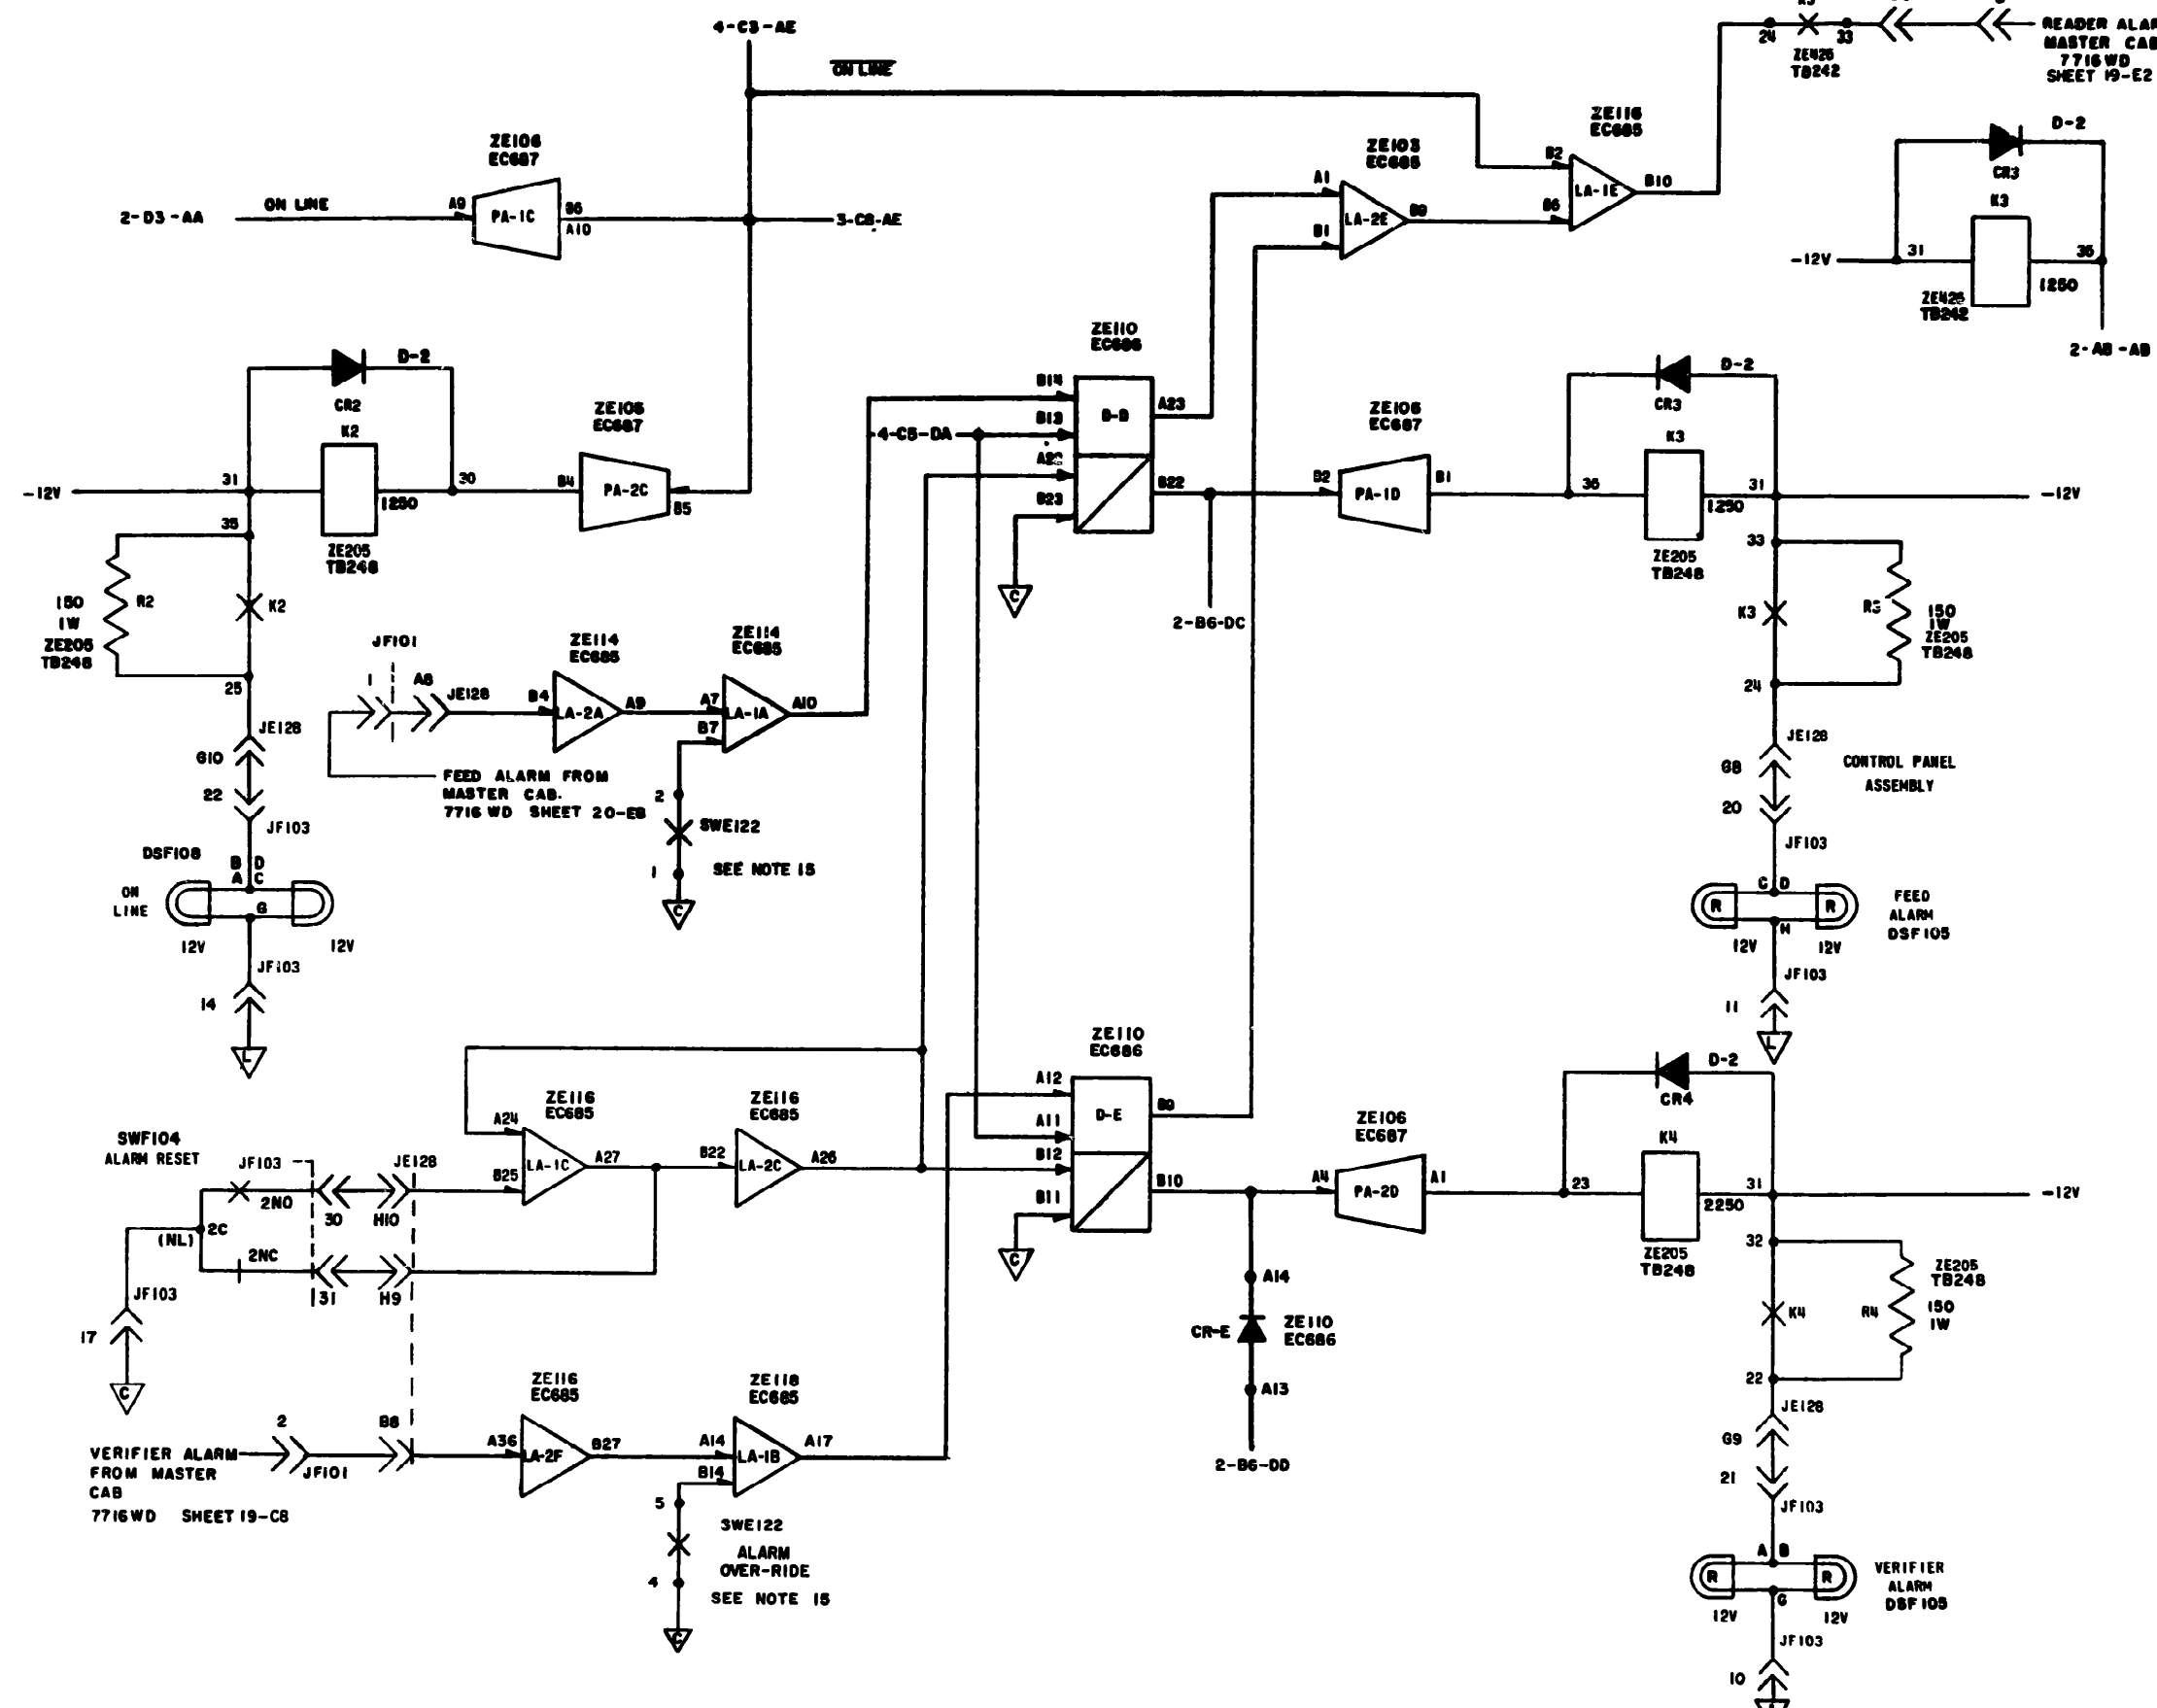 4-C3-AE
ON LINE
24
33
ZE426
TB242
READER ALAR
MASTER CAB
7716 WD
SHEET 19-E2
ZE106
EC687
2-D3-AA
ON LINE
A9
PA-1C
B6
A10
3-C8-AE
ZE103
EC685
A1
B1
LA-2E
B9
ZE116
EC685
B2
B6
LA-1E
B10
D-2
CR3
K3
-12V
31
35
1250
ZE426
TB242
2-A8-AB
D-2
CR2
K2
-12V
31
30
1250
ZE205
TB248
ZE105
EC687
B4
PA-2C
B5
35
150
1W
ZE205
TB248
R2
K2
25
JE128
G10
22
JF103
DSF108
B D
A C
ON
LINE
G
12V
12V
JF103
14
L
JF101
1
A8
JE128
FEED ALARM FROM
MASTER CAB.
7716 WD SHEET 20-E8
ZE114
EC685
B4
LA-2A
A9
ZE114
EC685
A7
B7
LA-1A
A10
2
SWE122
1
SEE NOTE 15
C
ZE110
EC686
B14
4-C5-DA
B13
D-D
A23
B23
B22
C
2-B6-DC
ZE106
EC687
B2
PA-1D
B1
D-2
CR3
K3
35
31
1250
-12V
ZE205
TB248
33
K3
R3
150
1W
ZE205
TB248
24
JE128
G8
CONTROL PANEL
ASSEMBLY
20
JF103
C D
R
R
H
12V
12V
FEED
ALARM
DSF105
JF103
11
L
SWF104
ALARM RESET
JF103
JE128
2NO
30
H10
2C
(NL)
2NC
31
H9
JF103
17
C
ZE116
EC685
A24
B25
LA-1C
A27
ZE116
EC685
B22
LA-2C
A26
ZE110
EC686
A12
A11
D-E
B9
B12
B11
B10
C
ZE106
EC687
A4
PA-2D
A1
A14
CR-E
ZE110
EC686
A13
2-B6-DD
D-2
CR4
K4
23
31
2250
-12V
ZE205
TB248
32
K4
R4
ZE205
TB248
150
1W
22
JE128
G9
21
JF103
A B
R
R
G
12V
12V
VERIFIER
ALARM
DSF105
JF103
10
2
B8
VERIFIER ALARM
FROM MASTER
CAB
7716 WD SHEET 19-C8
JF101
ZE116
EC685
A36
LA-2F
B27
ZE118
EC685
A14
B14
LA-1B
A17
5
SWE122
ALARM
OVER-RIDE
4
SEE NOTE 15
C